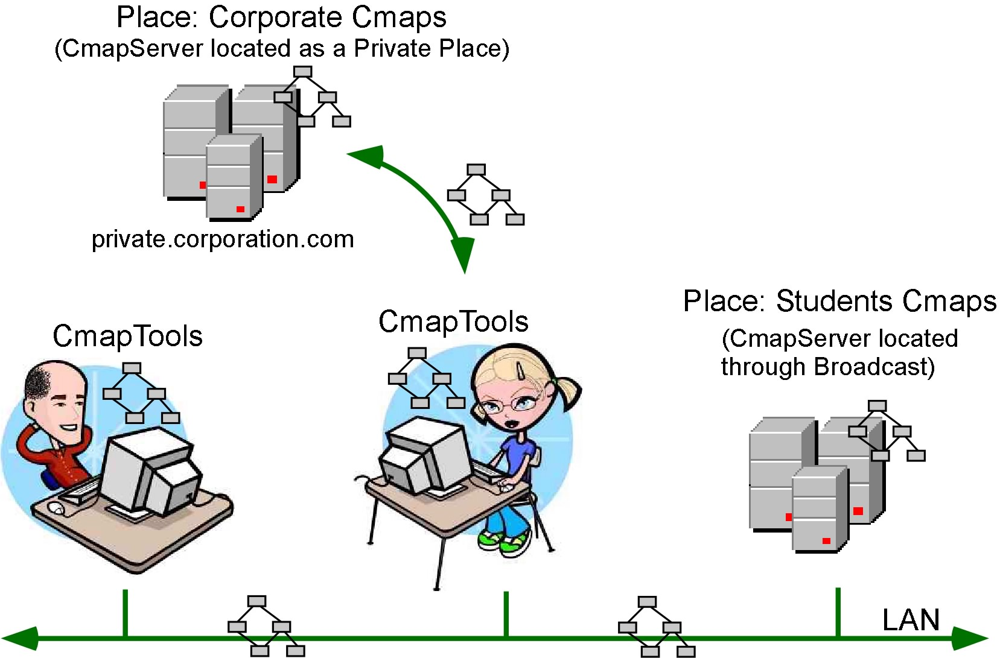 Place: Corporate Cmaps
(CmapServer located as a Private Place)
private.corporation.com
CmapTools
CmapTools
Place: Students Cmaps
(CmapServer located
through Broadcast)
LAN